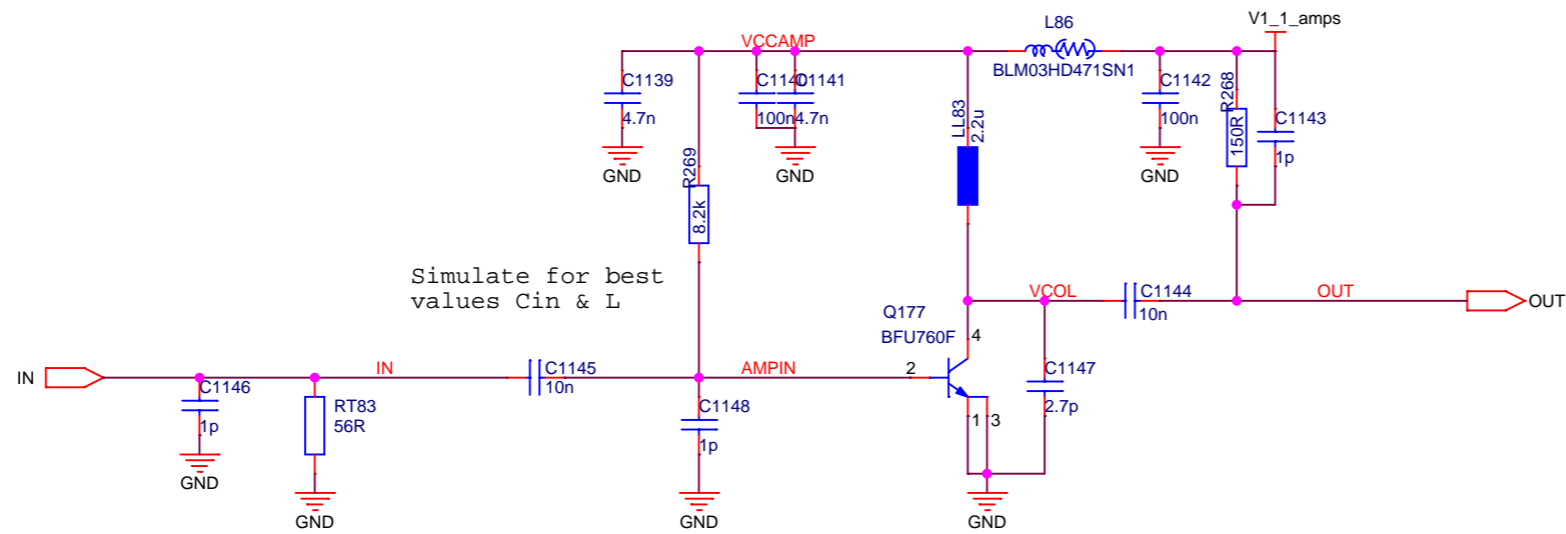 V1_1_amps
L86
VCCAMP
BLM03HD471SN1
C1139
4.7n
C1140
100n
C1141
4.7n
C1142
100n
R268
150R
C1143
1p
LL83
2.2u
GND
GND
GND
R269
8.2k
Simulate for best
values Cin & L
VCOL
C1144
10n
OUT
OUT
Q177
BFU760F
4
IN
IN
C1145
10n
AMPIN
2
C1147
2.7p
C1146
1p
RT83
56R
C1148
1p
1
3
GND
GND
GND
GND